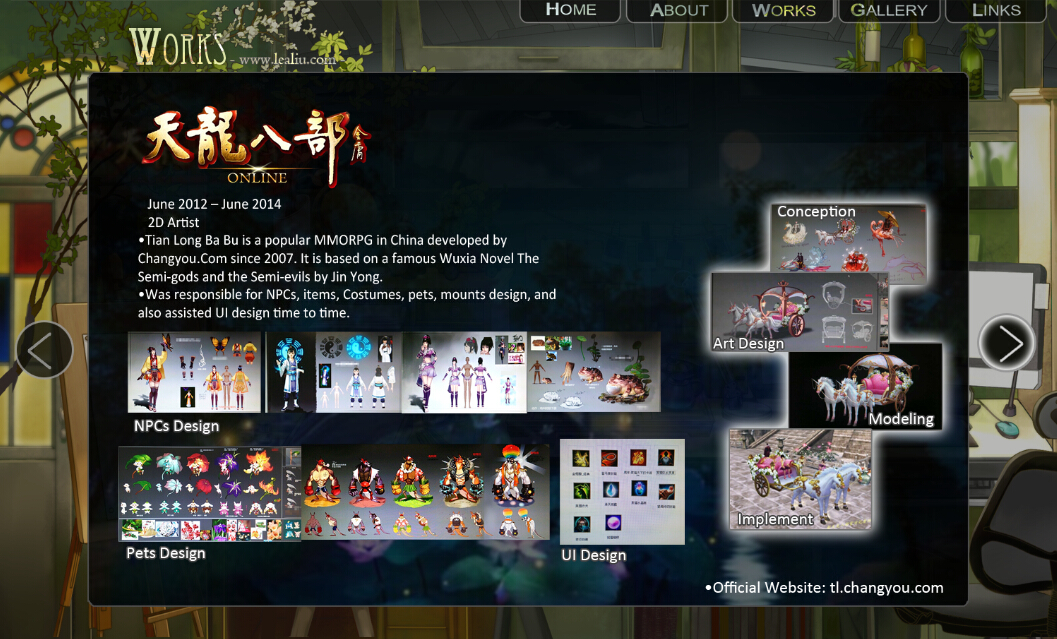 HOME
ABOUT
WORKS
GALLERY
LINKS
WORKS - www.lealiu.com
天龍八部
金庸
ONLINE
June 2012 – June 2014
2D Artist
•Tian Long Ba Bu is a popular MMORPG in China developed by
Changyou.Com since 2007. It is based on a famous Wuxia Novel The
Semi-gods and the Semi-evils by Jin Yong.
•Was responsible for NPCs, items, Costumes, pets, mounts design, and
also assisted UI design time to time.
Conception
Art Design
Modeling
Implement
NPCs Design
Pets Design
UI Design
•Official Website: tl.changyou.com